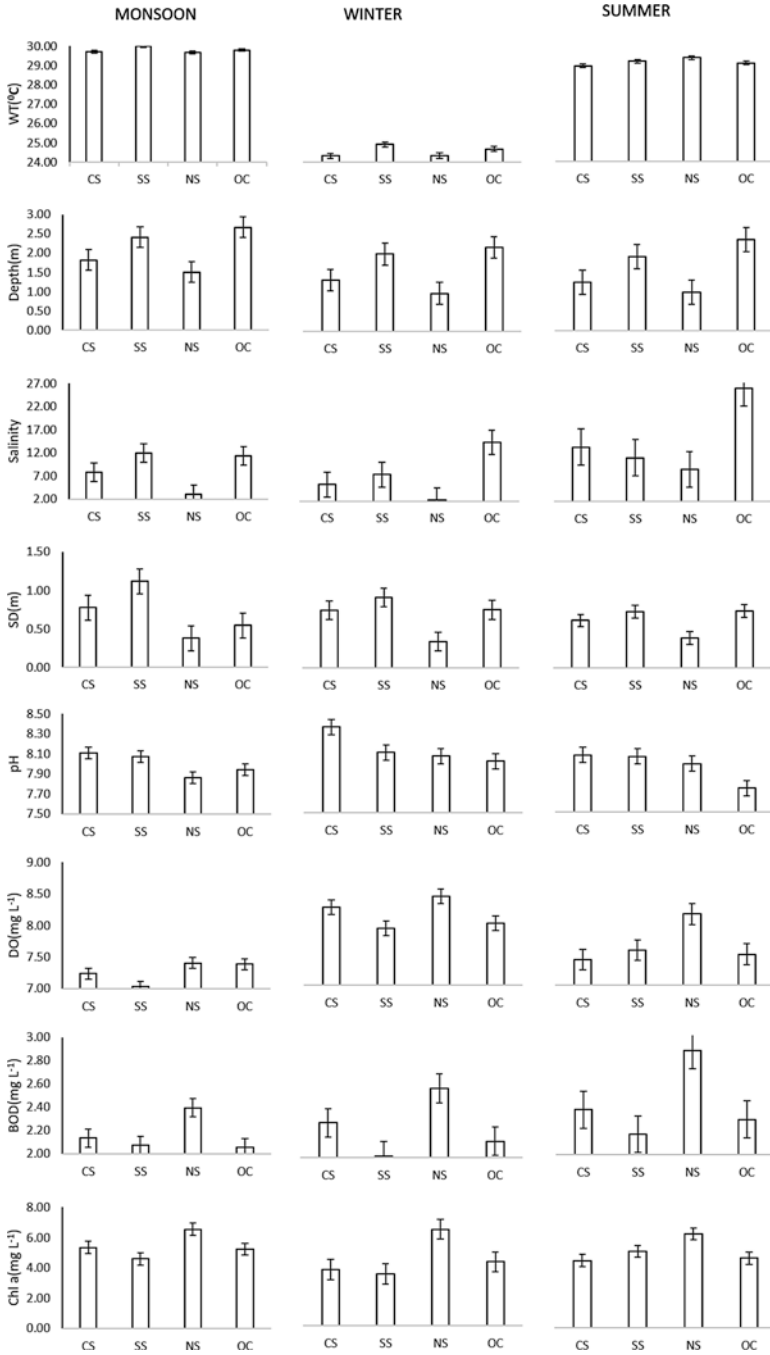 MONSOON WINTER SUMMER
30.00
29.00
28.00
27.00
26.00
25.00
24.00
WT(⁰C)
CS SS NS OC CS SS NS OC CS SS NS OC
3.00
2.50
2.00
1.50
1.00
0.50
0.00
Depth(m)
CS SS NS OC CS SS NS OC CS SS NS OC
27.00
22.00
17.00
12.00
7.00
2.00
Salinity
CS SS NS OC CS SS NS OC CS SS NS OC
1.50
1.00
0.50
0.00
SD(m)
CS SS NS OC CS SS NS OC CS SS NS OC
8.50
8.30
8.10
7.90
7.70
7.50
pH
CS SS NS OC CS SS NS OC CS SS NS OC
9.00
8.50
8.00
7.50
7.00
DO(mg L⁻¹)
CS SS NS OC CS SS NS OC CS SS NS OC
3.00
2.80
2.60
2.40
2.20
2.00
BOD(mg L⁻¹)
CS SS NS OC CS SS NS OC CS SS NS OC
8.00
6.00
4.00
2.00
0.00
Chl a(mg L⁻¹)
CS SS NS OC CS SS NS OC CS SS NS OC